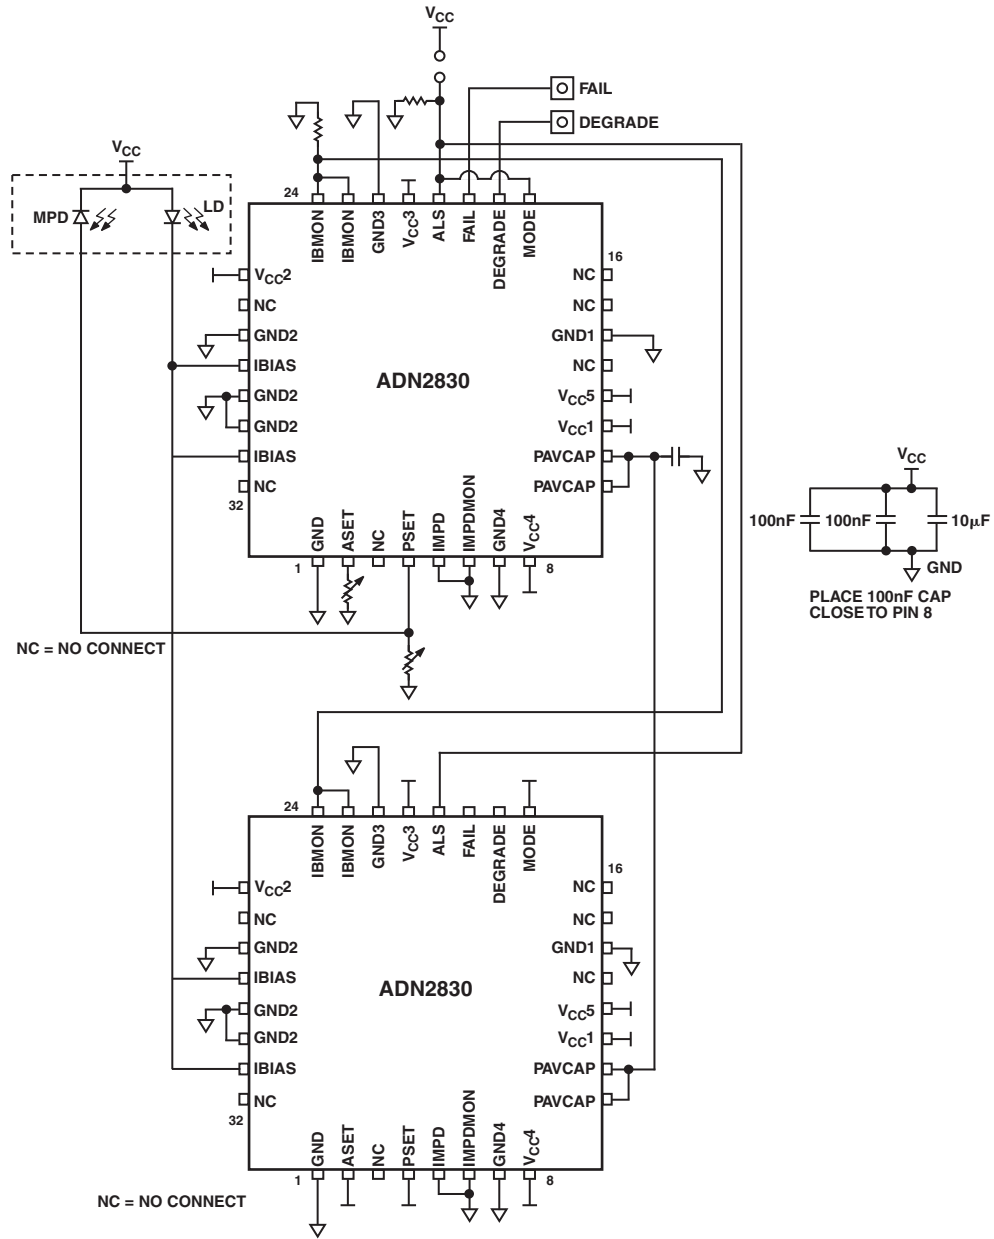 VCC
FAIL
DEGRADE
VCC
MPD
LD
24
IBMON
IBMON
GND3
VCC3
ALS
FAIL
DEGRADE
MODE
16
VCC2
NC
GND2
IBIAS
GND2
GND2
IBIAS
NC
32
ADN2830
NC
NC
GND1
NC
VCC5
VCC1
PAVCAP
PAVCAP
1
GND
ASET
NC
PSET
IMPD
IMPDMON
GND4
VCC4
8
VCC
100nF
100nF
10μF
GND
PLACE 100nF CAP
CLOSE TO PIN 8
NC = NO CONNECT
24
IBMON
IBMON
GND3
VCC3
ALS
FAIL
DEGRADE
MODE
16
VCC2
NC
GND2
IBIAS
GND2
GND2
IBIAS
NC
32
ADN2830
NC
NC
GND1
NC
VCC5
VCC1
PAVCAP
PAVCAP
1
GND
ASET
NC
PSET
IMPD
IMPDMON
GND4
VCC4
8
NC = NO CONNECT